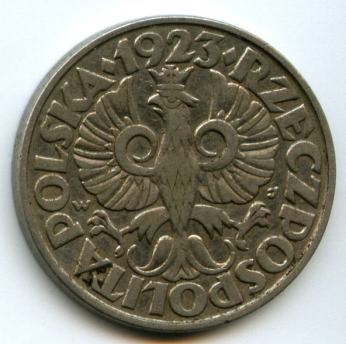 RZECZPOSPOLITA POLSKA · 1923 ·
W J